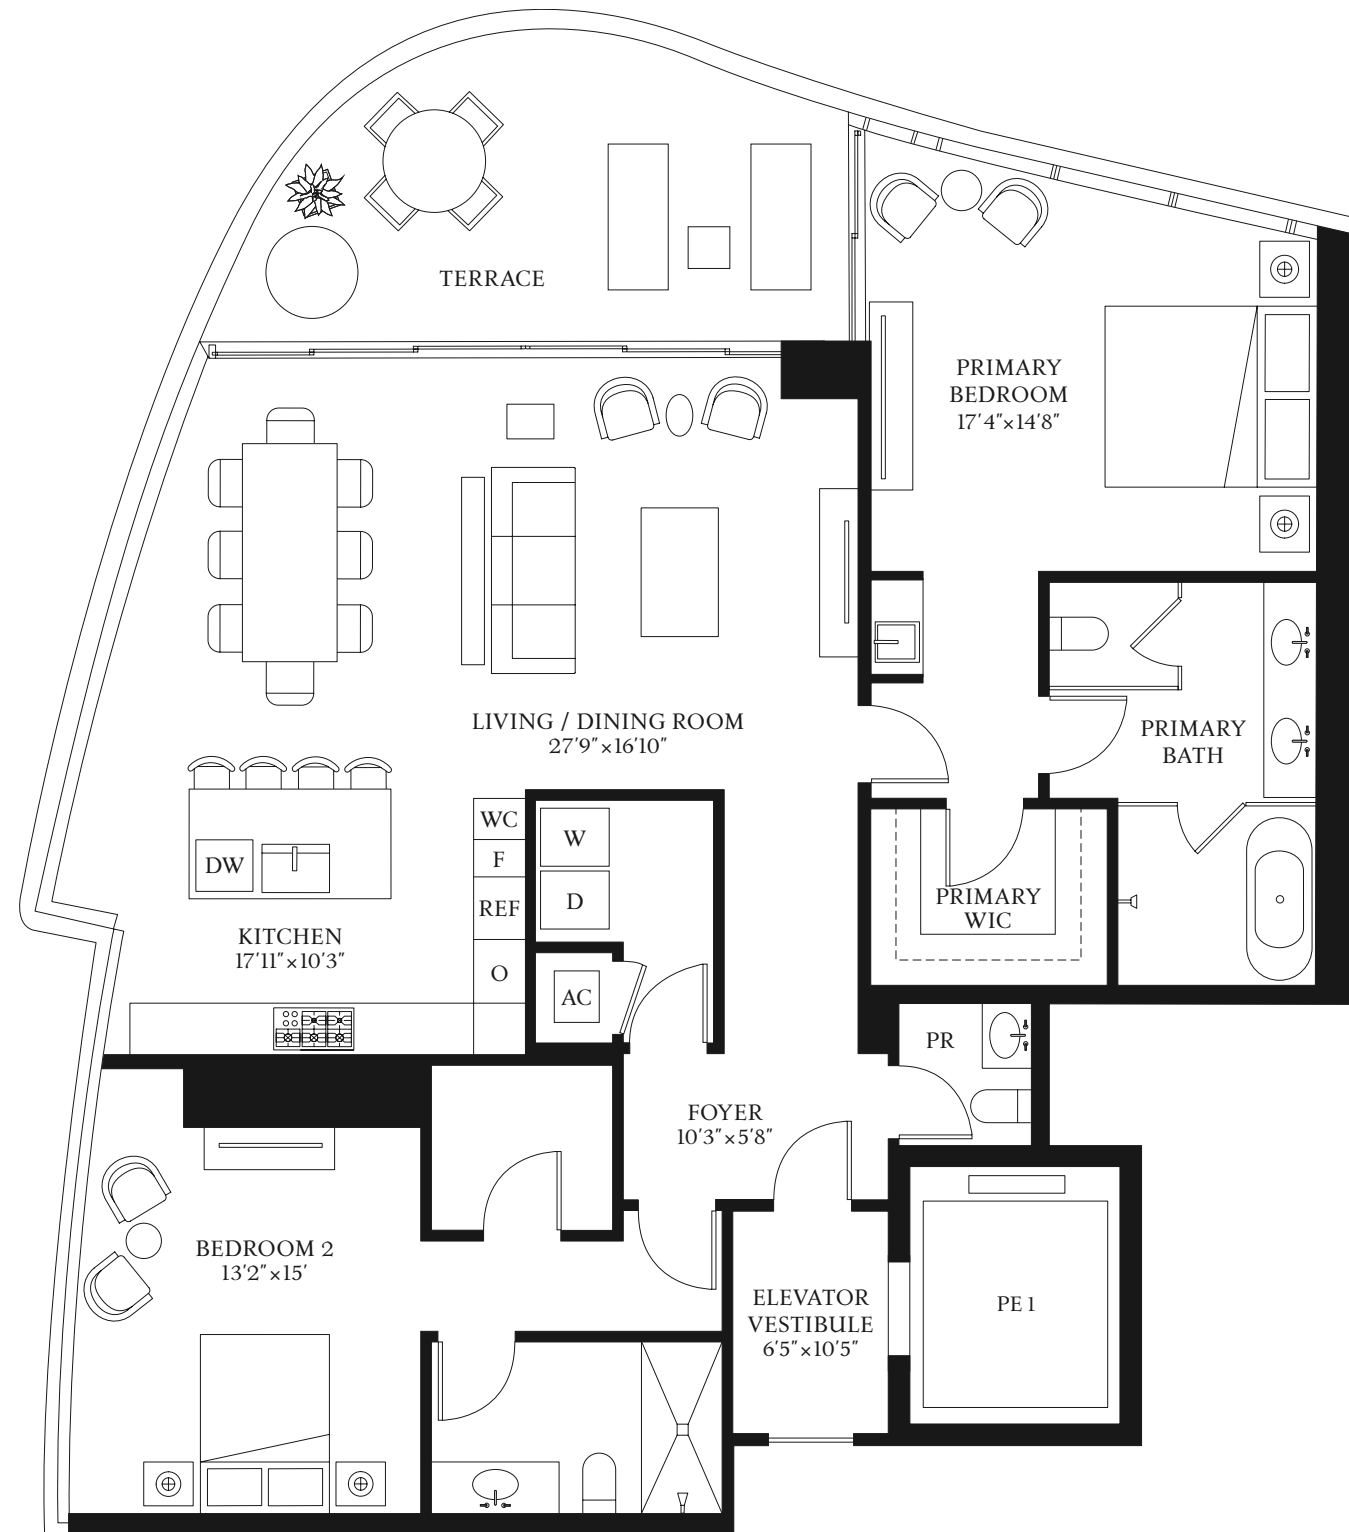 TERRACE
PRIMARY
BEDROOM
17'4"×14'8"
LIVING / DINING ROOM
27'9"×16'10"
PRIMARY
BATH
WC
F
REF
O
W
D
AC
DW
KITCHEN
17'11"×10'3"
PRIMARY
WIC
PR
FOYER
10'3"×5'8"
BEDROOM 2
13'2"×15'
ELEVATOR
VESTIBULE
6'5"×10'5"
PE 1